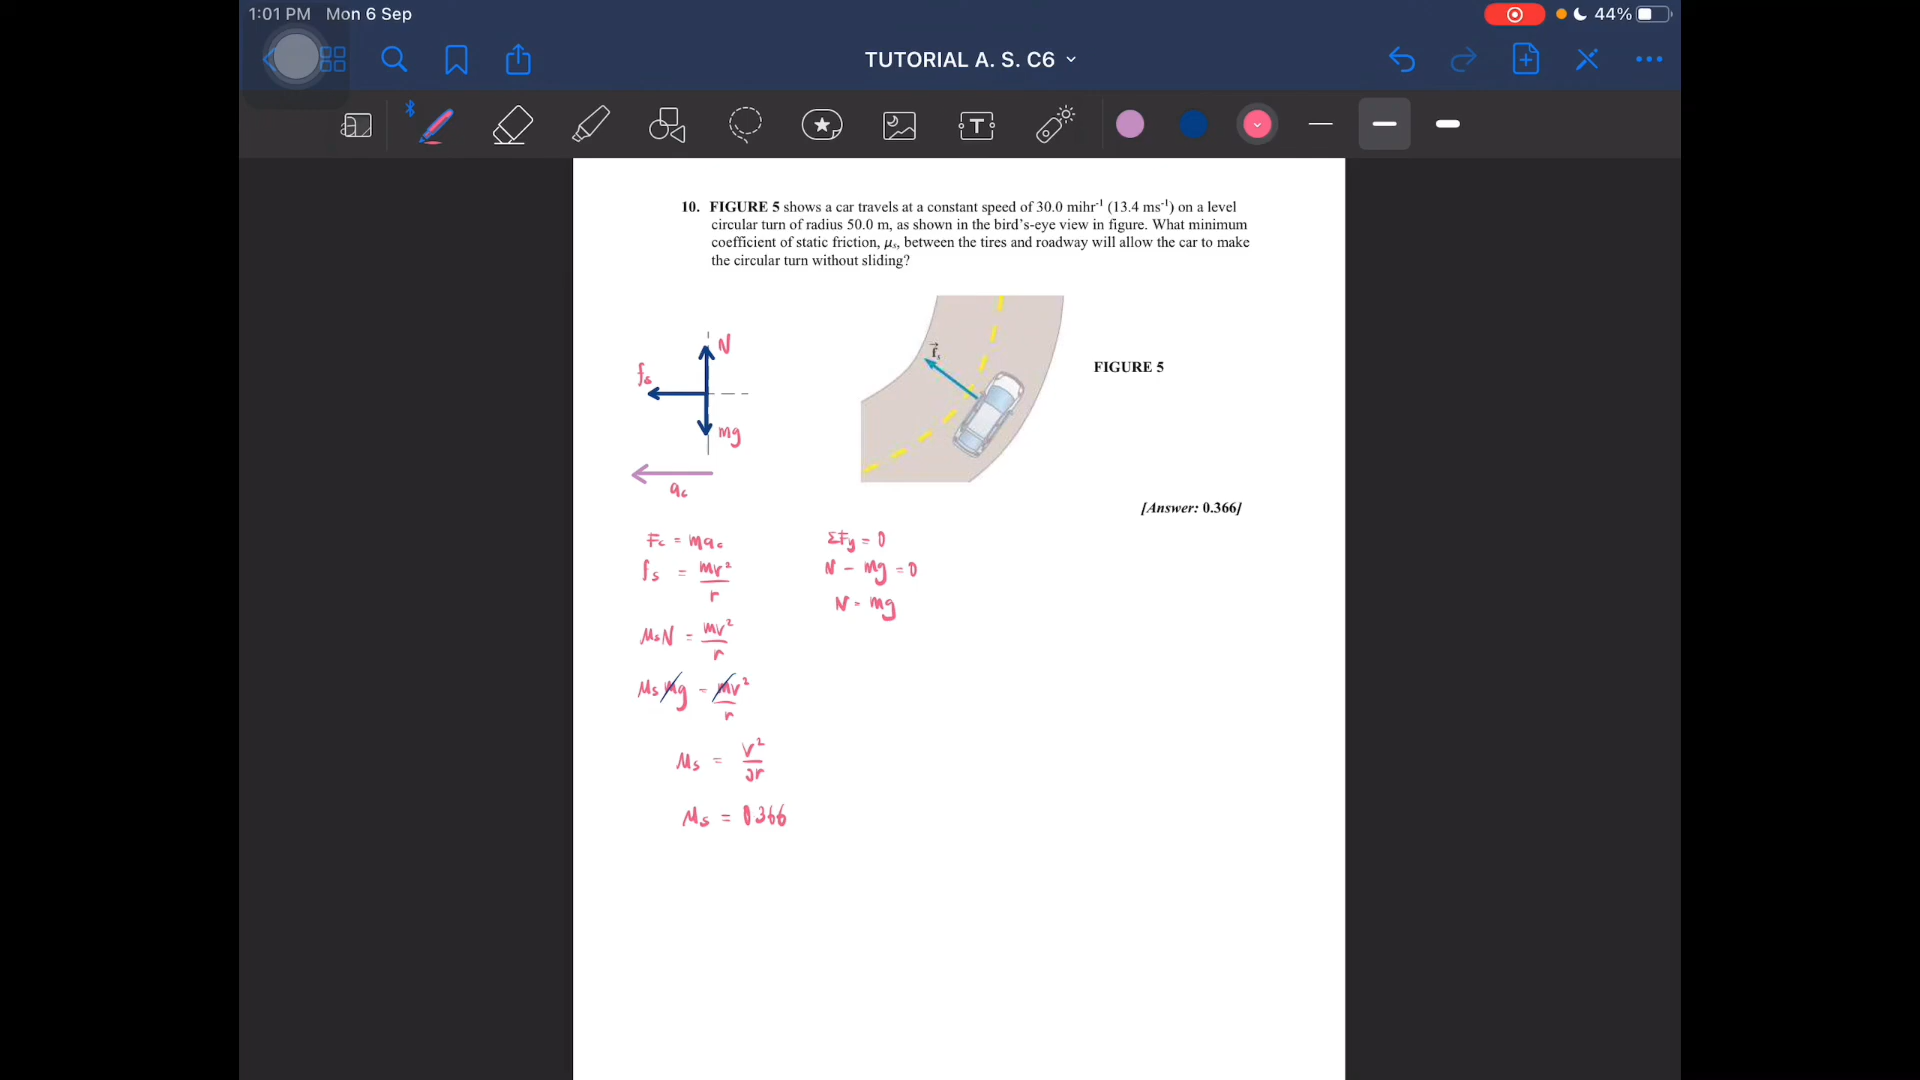 1:01 PM Mon 6 Sep
44%
TUTORIAL A. S. C6
10. FIGURE 5 shows a car travels at a constant speed of 30.0 mihr⁻¹ (13.4 ms⁻¹) on a level
circular turn of radius 50.0 m, as shown in the bird's-eye view in figure. What minimum
coefficient of static friction, μₛ, between the tires and roadway will allow the car to make
the circular turn without sliding?
N
fs
mg
ac
fs
FIGURE 5
[Answer: 0.366]
Fc = mac
fs = mv²/r
μsN = mv²/r
μsmg = mv²/r
μs = v²/gr
μs = 0.366
ΣFy = 0
N - mg = 0
N = mg